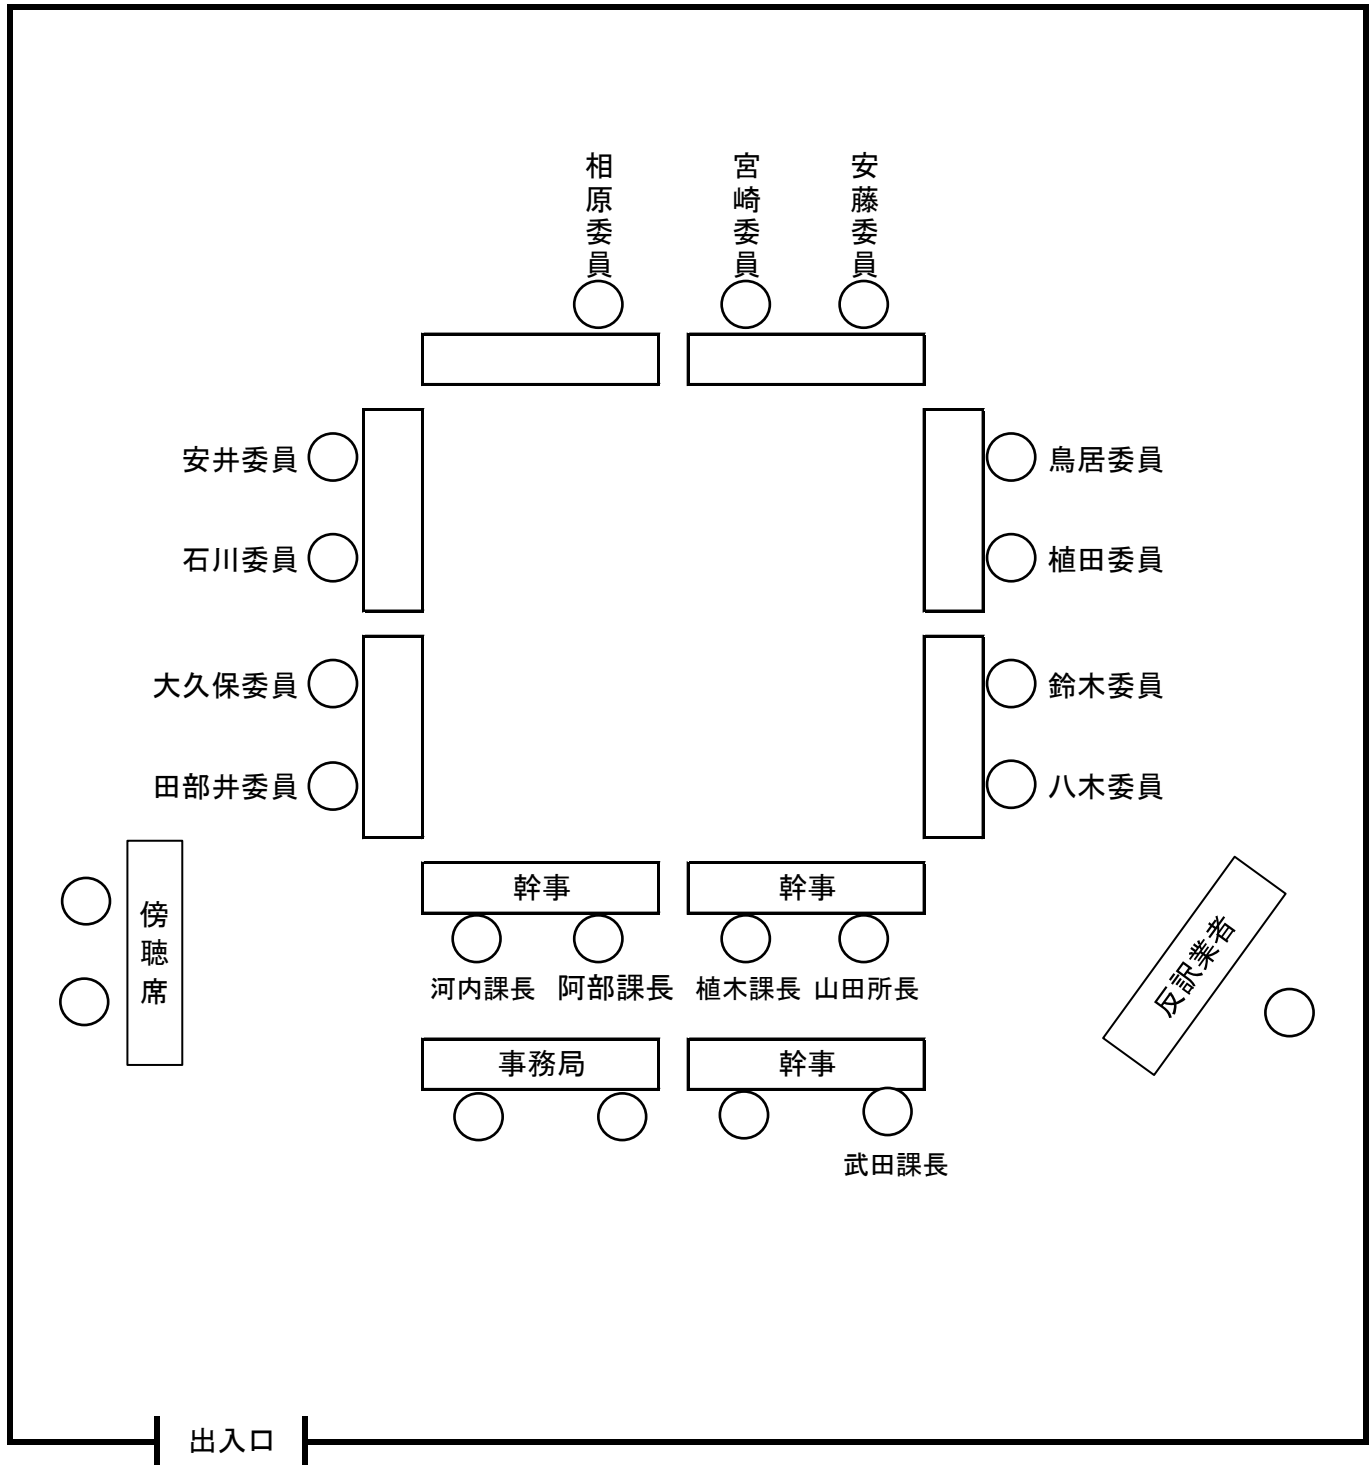 相原委員
宮崎委員
安藤委員
安井委員
鳥居委員
石川委員
植田委員
大久保委員
鈴木委員
田部井委員
八木委員
傍聴席
幹事
幹事
反訳業者
河内課長
阿部課長
植木課長
山田所長
事務局
幹事
武田課長
出入口